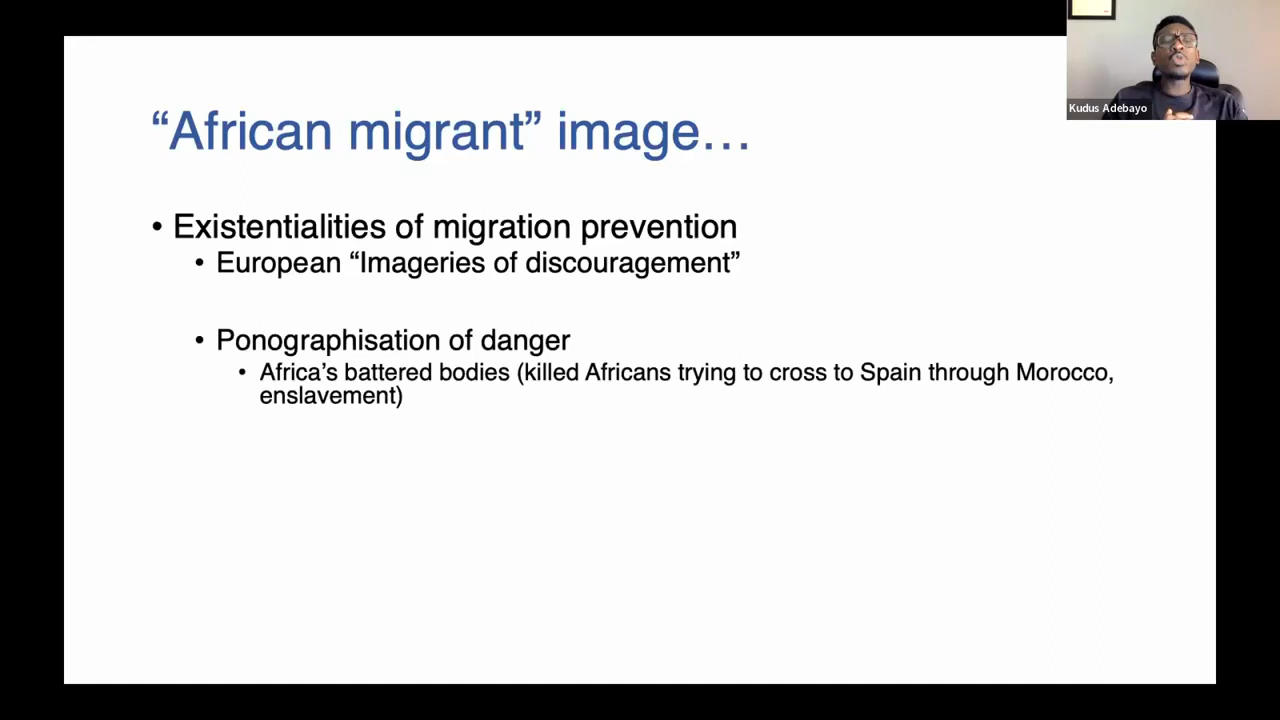 Kudus Adebayo
“African migrant” image…
• Existentialities of migration prevention
• European “Imageries of discouragement”
• Ponographisation of danger
• Africa’s battered bodies (killed Africans trying to cross to Spain through Morocco,
enslavement)